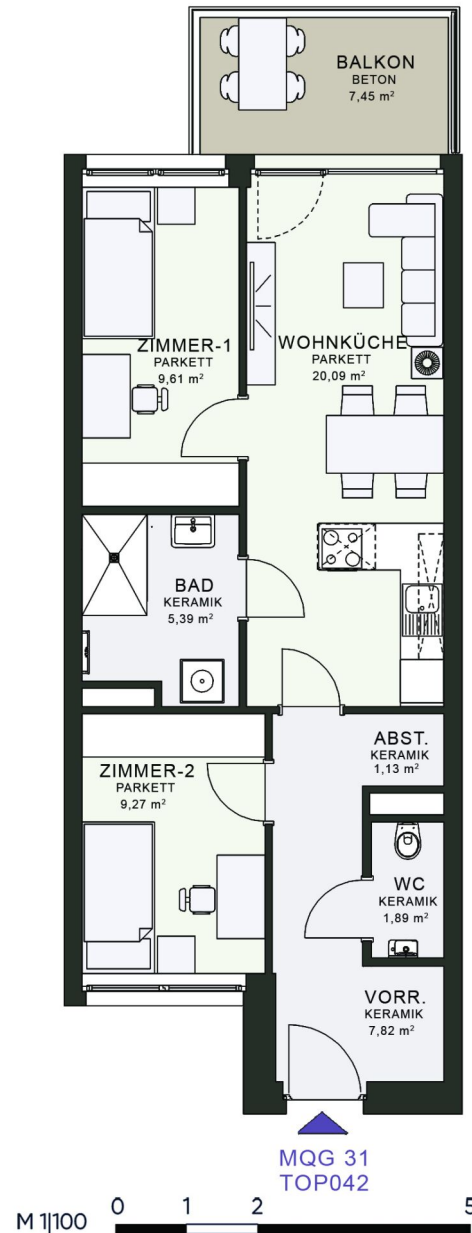 BALKON
BETON
7,45 m²
ZIMMER-1
PARKETT
9,61 m²
WOHNKÜCHE
PARKETT
20,09 m²
BAD
KERAMIK
5,39 m²
ABST.
KERAMIK
1,13 m²
ZIMMER-2
PARKETT
9,27 m²
WC
KERAMIK
1,89 m²
VORR.
KERAMIK
7,82 m²
MQG 31
TOP042
M 1|100 0 1 2 5